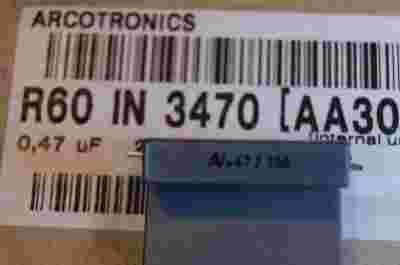 ARCOTRONICS
R60 IN 3470 [AA30
0,47 uF
(internal u